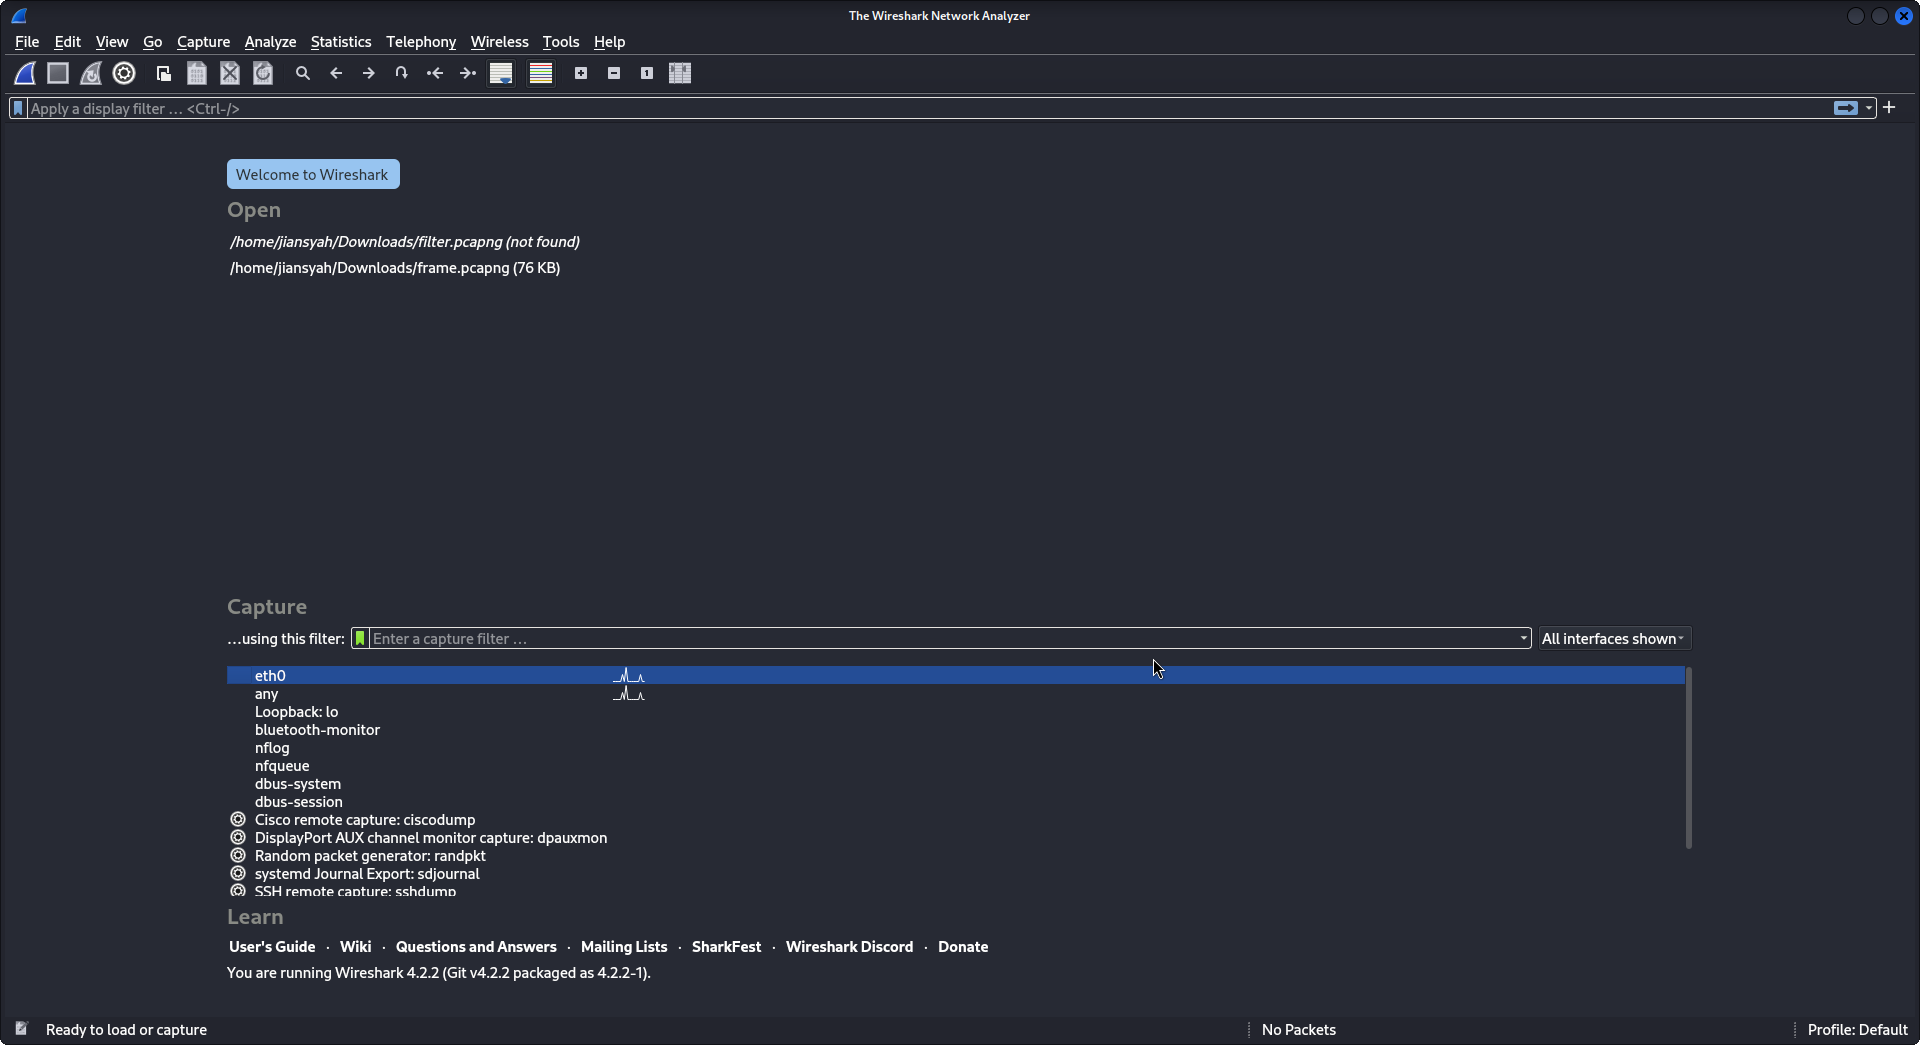 The Wireshark Network Analyzer
File Edit View Go Capture Analyze Statistics Telephony Wireless Tools Help
Apply a display filter … <Ctrl-/>
Welcome to Wireshark
Open
/home/jiansyah/Downloads/filter.pcapng (not found)
/home/jiansyah/Downloads/frame.pcapng (76 KB)
Capture
…using this filter: Enter a capture filter … All interfaces shown
eth0
any
Loopback: lo
bluetooth-monitor
nflog
nfqueue
dbus-system
dbus-session
Cisco remote capture: ciscodump
DisplayPort AUX channel monitor capture: dpauxmon
Random packet generator: randpkt
systemd Journal Export: sdjournal
SSH remote capture: sshdump
Learn
User's Guide · Wiki · Questions and Answers · Mailing Lists · SharkFest · Wireshark Discord · Donate
You are running Wireshark 4.2.2 (Git v4.2.2 packaged as 4.2.2-1).
Ready to load or capture No Packets Profile: Default